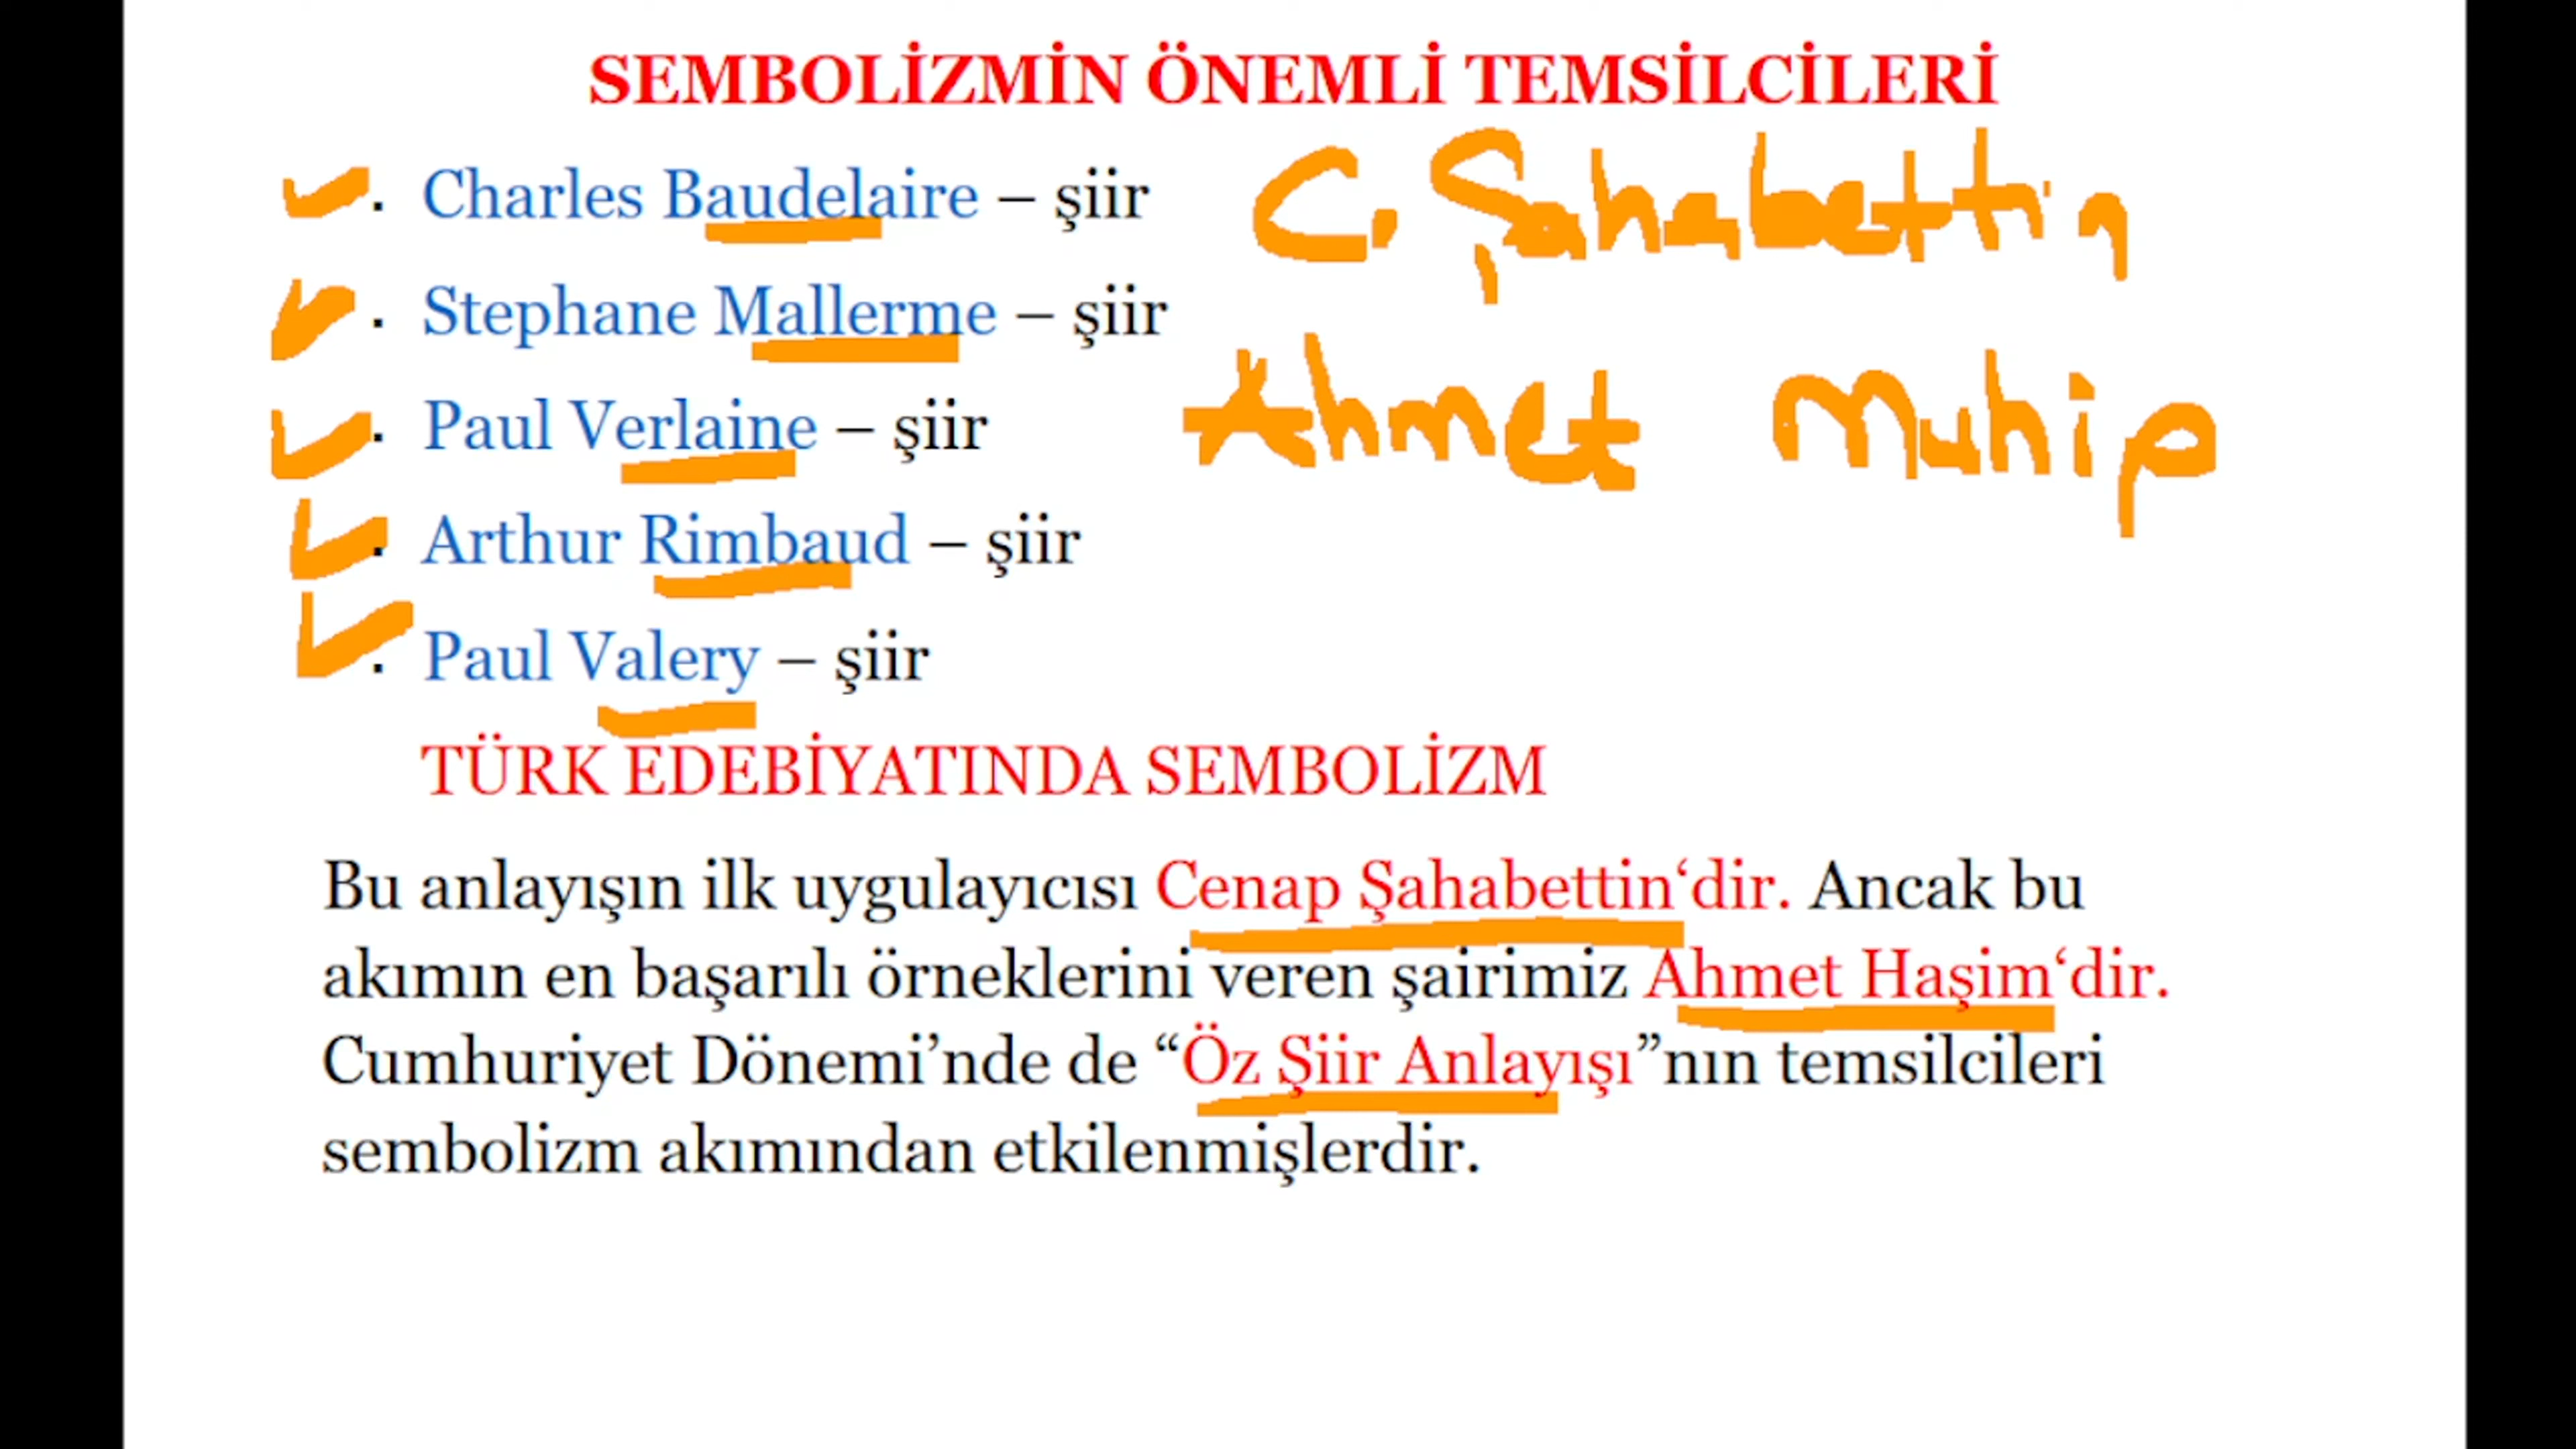 SEMBOLİZMİN ÖNEMLİ TEMSİLCİLERİ
. Charles Baudelaire – şiir
C. Şahabettin
. Stephane Mallerme – şiir
Ahmet Muhip
. Paul Verlaine – şiir
. Arthur Rimbaud – şiir
. Paul Valery – şiir
TÜRK EDEBİYATINDA SEMBOLİZM
Bu anlayışın ilk uygulayıcısı Cenap Şahabettin‘dir. Ancak bu
akımın en başarılı örneklerini veren şairimiz Ahmet Haşim‘dir.
Cumhuriyet Dönemi’nde de “Öz Şiir Anlayışı”nın temsilcileri
sembolizm akımından etkilenmişlerdir.